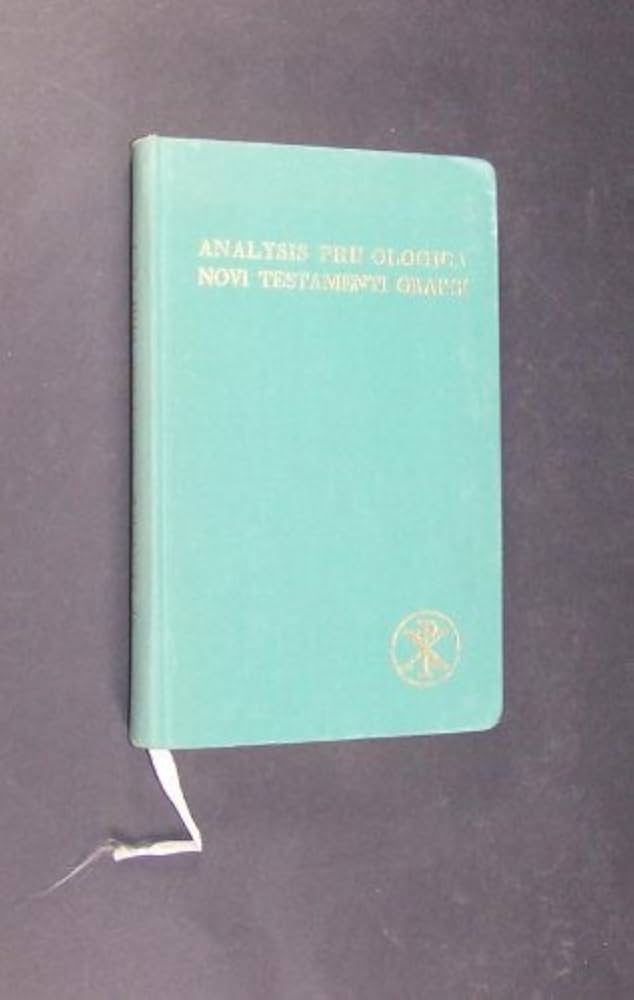 ANALYSIS PHILOLOGICA
NOVI TESTAMENTI GRAECI